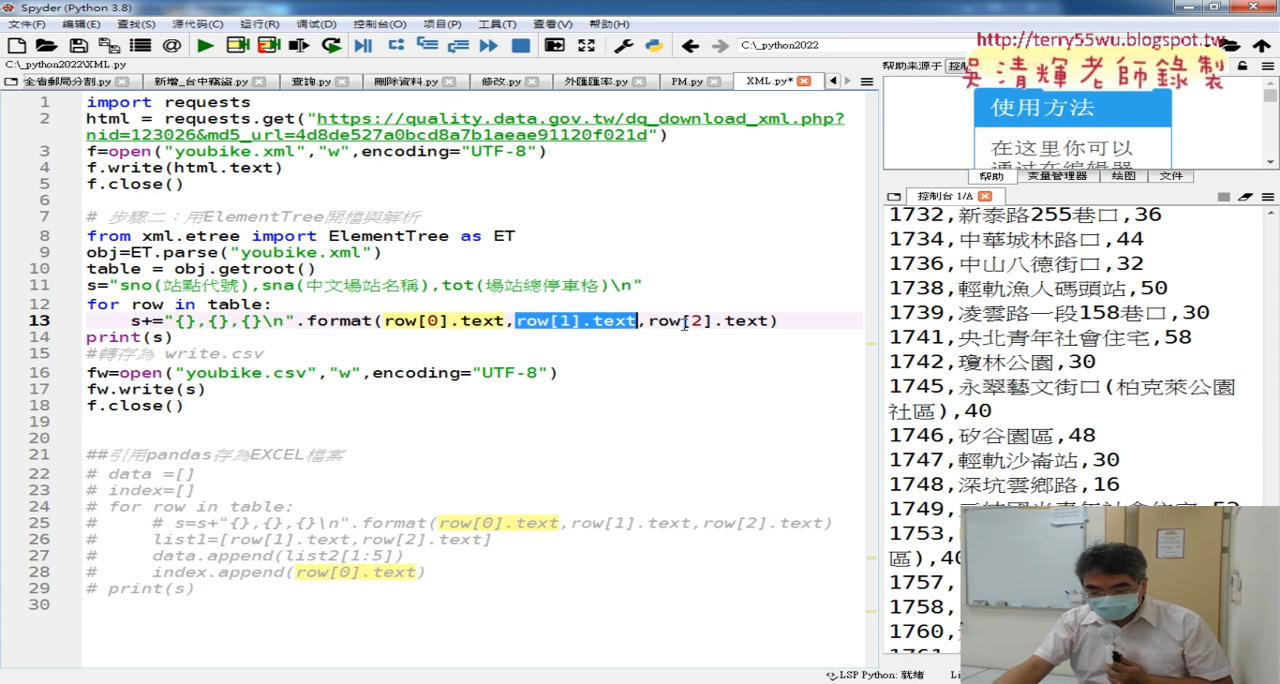 Spyder (Python 3.8)
文件(F) 编辑(E) 查找(S) 源代码(C) 运行(R) 调试(D) 控制台(O) 项目(P) 工具(T) 查看(V) 帮助(H)
C:\_python2022
http://terry55wu.blogspot.tw
吳清輝老師錄製
C:\_python2022\XML.py
全省郵局分割.py 新增_台中竊盜.py 查詢.py 刪除資料.py 修改.py 外匯匯率.py PM.py XML.py*
帮助来源于
使用方法
在这里你可以
通过在编辑器
帮助 变量管理器 绘图 文件
控制台 1/A
1 import requests
2 html = requests.get("https://quality.data.gov.tw/dq_download_xml.php?
nid=123026&md5_url=4d8de527a0bcd8a7b1aeae91120f021d")
3 f=open("youbike.xml","w",encoding="UTF-8")
4 f.write(html.text)
5 f.close()
6
7 # 步驟二：用ElementTree開檔與解析
8 from xml.etree import ElementTree as ET
9 obj=ET.parse("youbike.xml")
10 table = obj.getroot()
11 s="sno(站點代號),sna(中文場站名稱),tot(場站總停車格)\n"
12 for row in table:
13 s+="{},{},{}\n".format(row[0].text,row[1].text,row[2].text)
14 print(s)
15 #轉存為 write.csv
16 fw=open("youbike.csv","w",encoding="UTF-8")
17 fw.write(s)
18 f.close()
19
20
21 ##引用pandas存為EXCEL檔案
22 # data =[]
23 # index=[]
24 # for row in table:
25 # # s=s+"{},{},{}\n".format(row[0].text,row[1].text,row[2].text)
26 # list1=[row[1].text,row[2].text]
27 # data.append(list2[1:5])
28 # index.append(row[0].text)
29 # print(s)
30
1732,新泰路255巷口,36
1734,中華城林路口,44
1736,中山八德街口,32
1738,輕軌漁人碼頭站,50
1739,凌雲路一段158巷口,30
1741,央北青年社會住宅,58
1742,瓊林公園,30
1745,永翠藝文街口(柏克萊公園
社區),40
1746,矽谷園區,48
1747,輕軌沙崙站,30
1748,深坑雲鄉路,16
1749,
1753,
區),40
1757,
1758,
1760,
LSP Python: 就绪